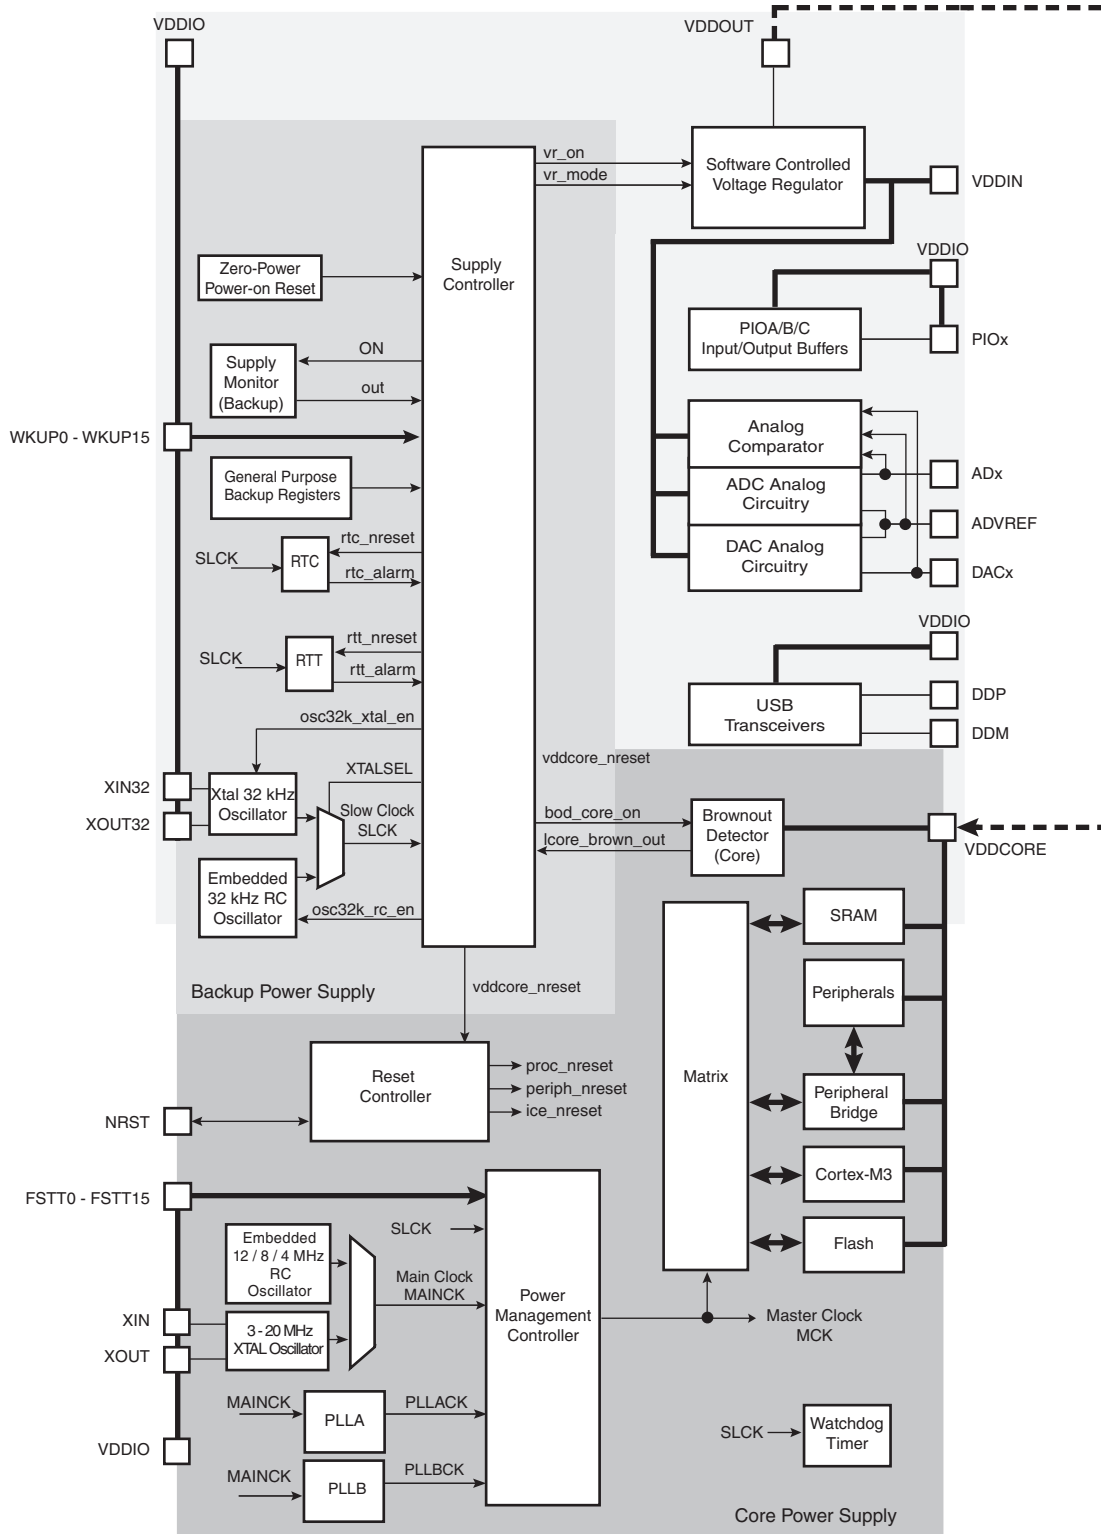 VDDIO
VDDOUT
vr_on
vr_mode
Software Controlled
Voltage Regulator
VDDIN
Supply
Controller
Zero-Power
Power-on Reset
VDDIO
PIOA/B/C
Input/Output Buffers
PIOx
ON
Supply
Monitor
(Backup)
out
WKUP0 - WKUP15
Analog
Comparator
General Purpose
Backup Registers
ADC Analog
Circuitry
ADx
ADVREF
DAC Analog
Circuitry
DACx
rtc_nreset
SLCK
RTC
rtc_alarm
VDDIO
rtt_nreset
SLCK
RTT
rtt_alarm
USB
Transceivers
DDP
DDM
osc32k_xtal_en
vddcore_nreset
XTALSEL
XIN32
Xtal 32 kHz
Oscillator
XOUT32
Slow Clock
SLCK
bod_core_on
lcore_brown_out
Brownout
Detector
(Core)
VDDCORE
Embedded
32 kHz RC
Oscillator
osc32k_rc_en
SRAM
Backup Power Supply
vddcore_nreset
Peripherals
Reset
Controller
proc_nreset
periph_nreset
ice_nreset
Matrix
Peripheral
Bridge
NRST
Cortex-M3
FSTT0 - FSTT15
SLCK
Flash
Embedded
12 / 8 / 4 MHz
RC
Oscillator
Main Clock
MAINCK
Power
Management
Controller
XIN
3 - 20 MHz
XTAL Oscillator
XOUT
Master Clock
MCK
MAINCK
PLLA
PLLACK
SLCK
Watchdog
Timer
VDDIO
MAINCK
PLLB
PLLBCK
Core Power Supply